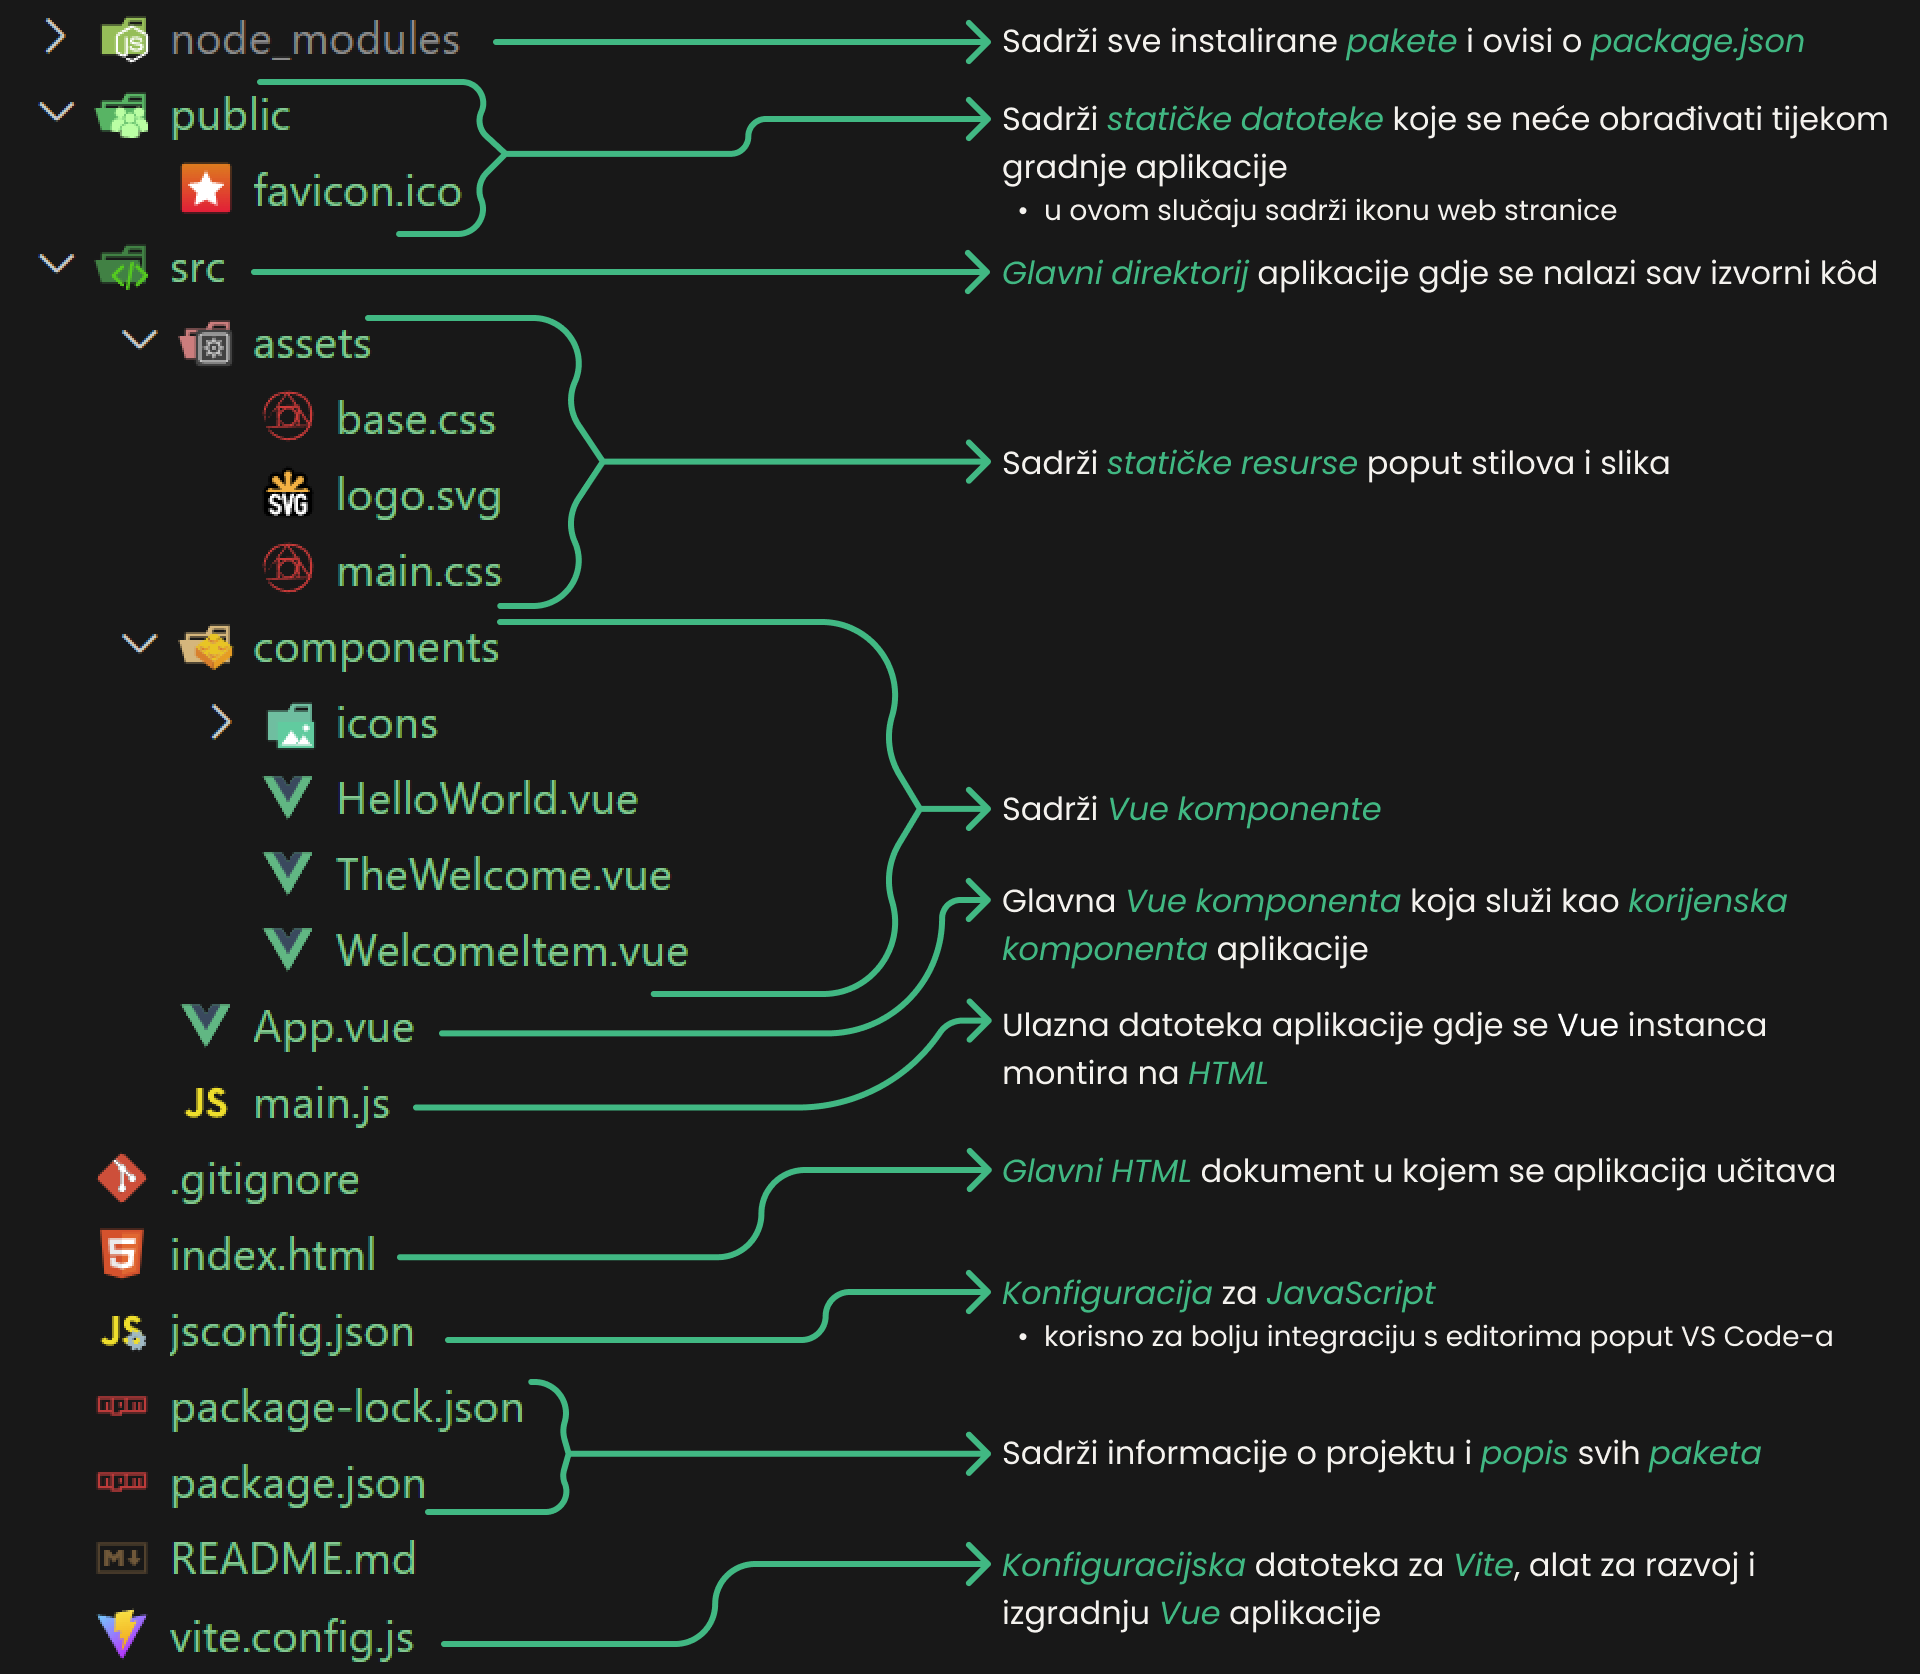 node_modules
Sadrži sve instalirane pakete i ovisi o package.json
public
Sadrži statičke datoteke koje se neće obrađivati tijekom
gradnje aplikacije
favicon.ico
• u ovom slučaju sadrži ikonu web stranice
src
Glavni direktorij aplikacije gdje se nalazi sav izvorni kôd
assets
base.css
SVG
logo.svg
Sadrži statičke resurse poput stilova i slika
main.css
components
icons
HelloWorld.vue
Sadrži Vue komponente
TheWelcome.vue
Glavna Vue komponenta koja služi kao korijenska
komponenta aplikacije
WelcomeItem.vue
App.vue
Ulazna datoteka aplikacije gdje se Vue instanca
montira na HTML
JS
main.js
.gitignore
Glavni HTML dokument u kojem se aplikacija učitava
5
index.html
Konfiguracija za JavaScript
JS
jsconfig.json
• korisno za bolju integraciju s editorima poput VS Code-a
npm
package-lock.json
Sadrži informacije o projektu i popis svih paketa
npm
package.json
M
README.md
Konfiguracijska datoteka za Vite, alat za razvoj i
izgradnju Vue aplikacije
vite.config.js